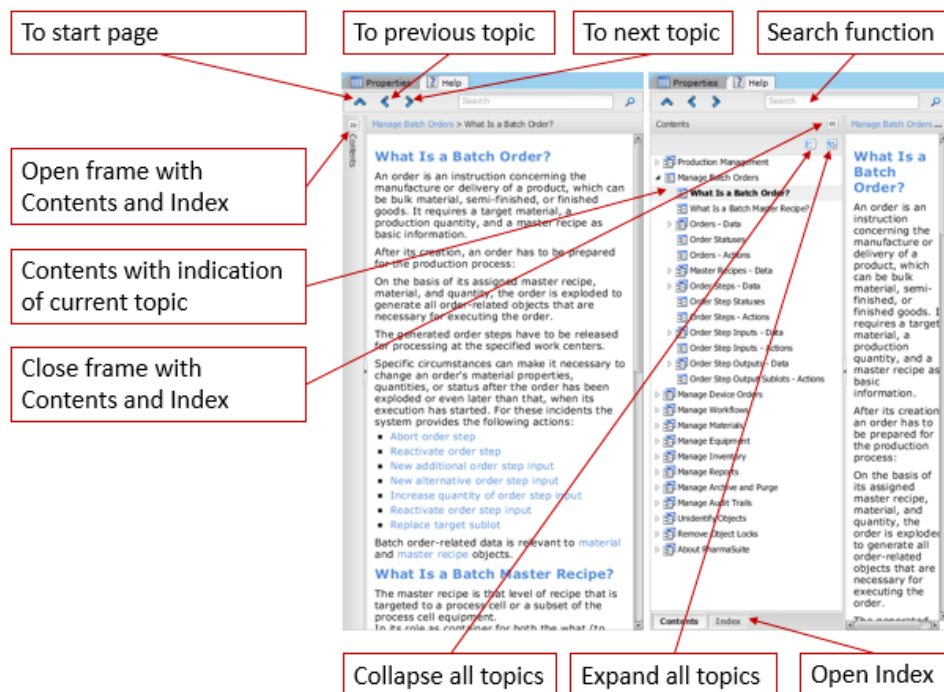 To start page
To previous topic
To next topic
Search function
Open frame with
Contents and Index
Contents with indication
of current topic
Close frame with
Contents and Index
Properties
Help
Search
Contents
Manage Batch Orders > What Is a Batch Order?
What Is a Batch Order?
An order is an instruction concerning the
manufacture or delivery of a product, which can
be bulk material, semi-finished, or finished
goods. It requires a target material, a
production quantity, and a master recipe as
basic information.
After its creation, an order has to be prepared
for the production process:
On the basis of its assigned master recipe,
material, and quantity, the order is exploded to
generate all order-related objects that are
necessary for executing the order.
The generated order steps have to be released
for processing at the specified work centers.
Specific circumstances can make it necessary to
change an order's material properties,
quantities, or status after the order has been
exploded or even later than that, when its
execution has started. For these incidents the
system provides the following actions:
Abort order step
Reactivate order step
New additional order step input
New alternative order step input
Increase quantity of order step input
Reactivate order step input
Replace target sublot
Batch order-related data is relevant to material
and master recipe objects.
What Is a Batch Master Recipe?
The master recipe is that level of recipe that is
targeted to a process cell or a subset of the
process cell equipment.
In its role as container for both the what (to
Properties
Help
Search
Contents
Production Management
Manage Batch Orders
What Is a Batch Order?
What Is a Batch Master Recipe?
Orders - Data
Order Statuses
Orders - Actions
Master Recipes - Data
Order Steps - Data
Order Step Statuses
Order Steps - Actions
Order Step Inputs - Data
Order Step Inputs - Actions
Order Step Outputs - Data
Order Step Output Sublots - Actions
Manage Device Orders
Manage Workflows
Manage Materials
Manage Equipment
Manage Inventory
Manage Reports
Manage Archive and Purge
Manage Audit Trails
Unidentify Objects
Remove Object Locks
About PharmaSuite
Contents
Index
Manage Batch Orders ...
What Is a
Batch
Order?
An order is an
instruction
concerning the
manufacture or
delivery of a
product, which
can be bulk
material, semi-
finished, or
finished goods. I
requires a target
material, a
production
quantity, and a
master recipe as
basic
information.
After its creation
an order has to
be prepared for
the production
process:
On the basis of
its assigned
master recipe,
material, and
quantity, the
order is exploded
to generate all
order-related
objects that are
necessary for
executing the
order.
The generated
Collapse all topics
Expand all topics
Open Index